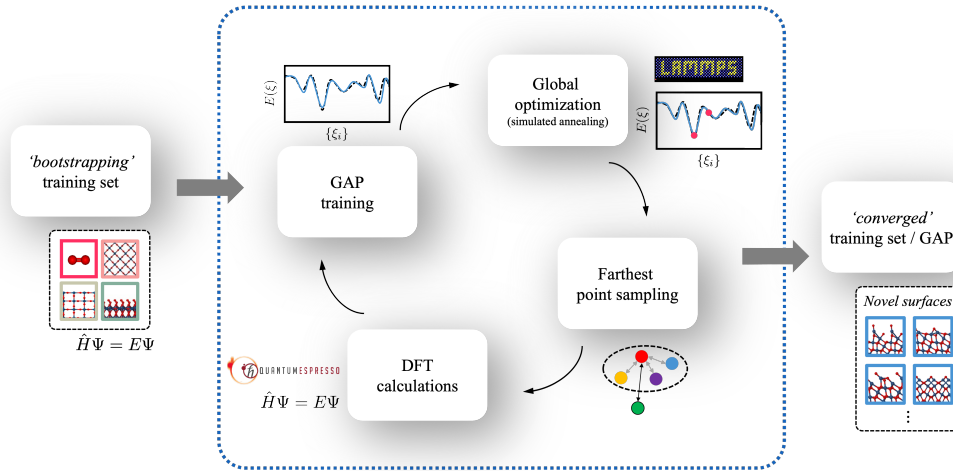 ‘bootstrapping’
training set
ĤΨ = EΨ
E(ξ)
{ξᵢ}
GAP
training
Global
optimization
(simulated annealing)
LAMMPS
E(ξ)
{ξᵢ}
Farthest
point sampling
DFT
calculations
QUANTUMESPRESSO
ĤΨ = EΨ
‘converged’
training set / GAP
Novel surfaces
⋮